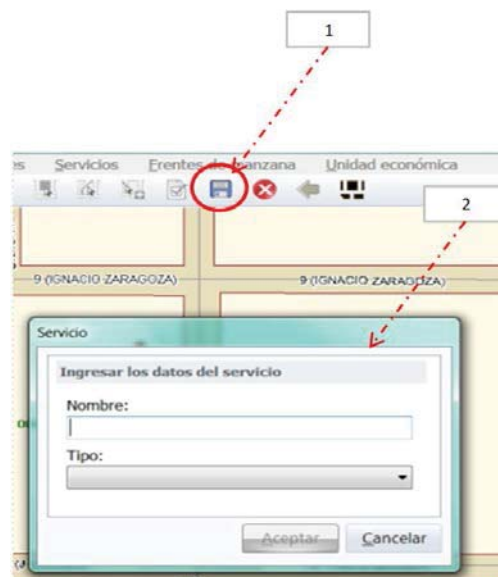 1
es Servicios Frentes de manzana Unidad económica
2
9 (IGNACIO ZARAGOZA) 9 (IGNACIO ZARAGOZA)
Servicio
Ingresar los datos del servicio
Nombre:
Tipo:
Aceptar Cancelar